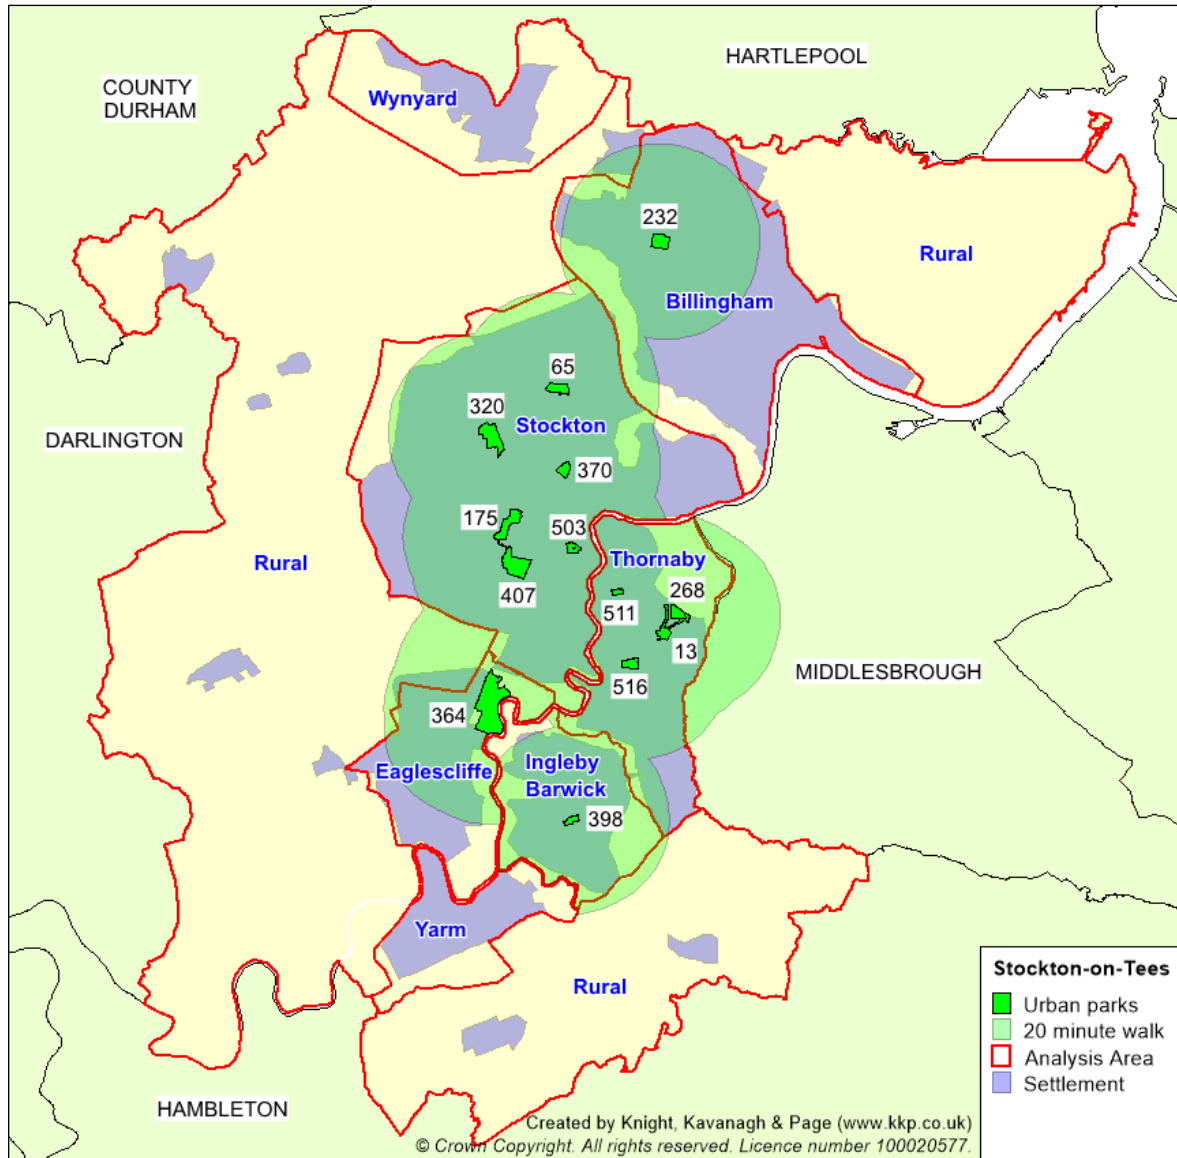 HARTLEPOOL
COUNTY
DURHAM
Wynyard
232
Rural
Billingham
65
320
Stockton
DARLINGTON
370
175
503
Thornaby
Rural
407
511
268
13
MIDDLESBROUGH
516
364
Eaglescliffe
Ingleby
Barwick
398
Yarm
Rural
Stockton-on-Tees
Urban parks
20 minute walk
Analysis Area
Settlement
HAMBLETON
Created by Knight, Kavanagh & Page (www.kkp.co.uk)
© Crown Copyright. All rights reserved. Licence number 100020577.